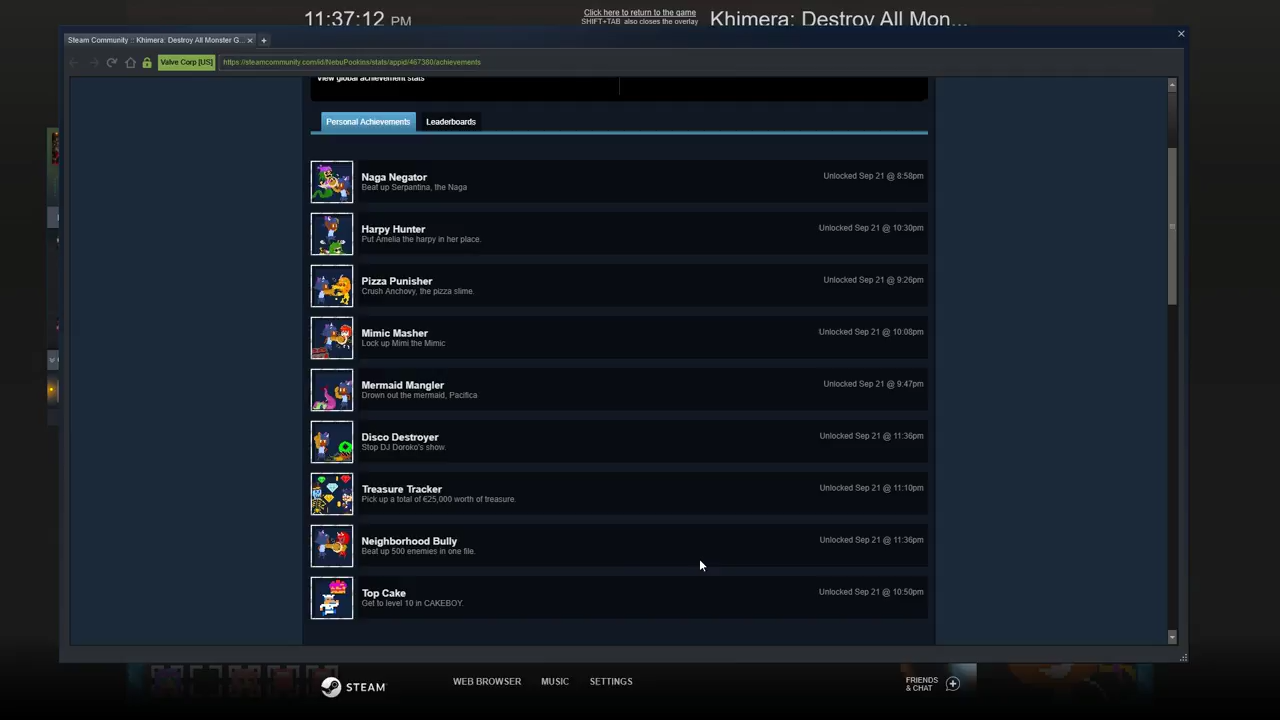 11:37:12 PM
Click here to return to the game
SHIFT+TAB also closes the overlay
Khimera: Destroy All Mon...
Steam Community :: Khimera: Destroy All Monster G...
Valve Corp [US]
https://steamcommunity.com/id/NebuPookins/stats/appid/467380/achievements
View global achievement stats
Personal Achievements
Leaderboards
Naga Negator
Beat up Serpantina, the Naga
Unlocked Sep 21 @ 8:58pm
Harpy Hunter
Put Amelia the harpy in her place.
Unlocked Sep 21 @ 10:30pm
Pizza Punisher
Crush Anchovy, the pizza slime.
Unlocked Sep 21 @ 9:26pm
Mimic Masher
Lock up Mimi the Mimic
Unlocked Sep 21 @ 10:08pm
Mermaid Mangler
Drown out the mermaid, Pacifica
Unlocked Sep 21 @ 9:47pm
Disco Destroyer
Stop DJ Doroko's show.
Unlocked Sep 21 @ 11:36pm
Treasure Tracker
Pick up a total of €25,000 worth of treasure.
Unlocked Sep 21 @ 11:10pm
Neighborhood Bully
Beat up 500 enemies in one file.
Unlocked Sep 21 @ 11:36pm
Top Cake
Get to level 10 in CAKEBOY.
Unlocked Sep 21 @ 10:50pm
STEAM
WEB BROWSER
MUSIC
SETTINGS
FRIENDS
& CHAT